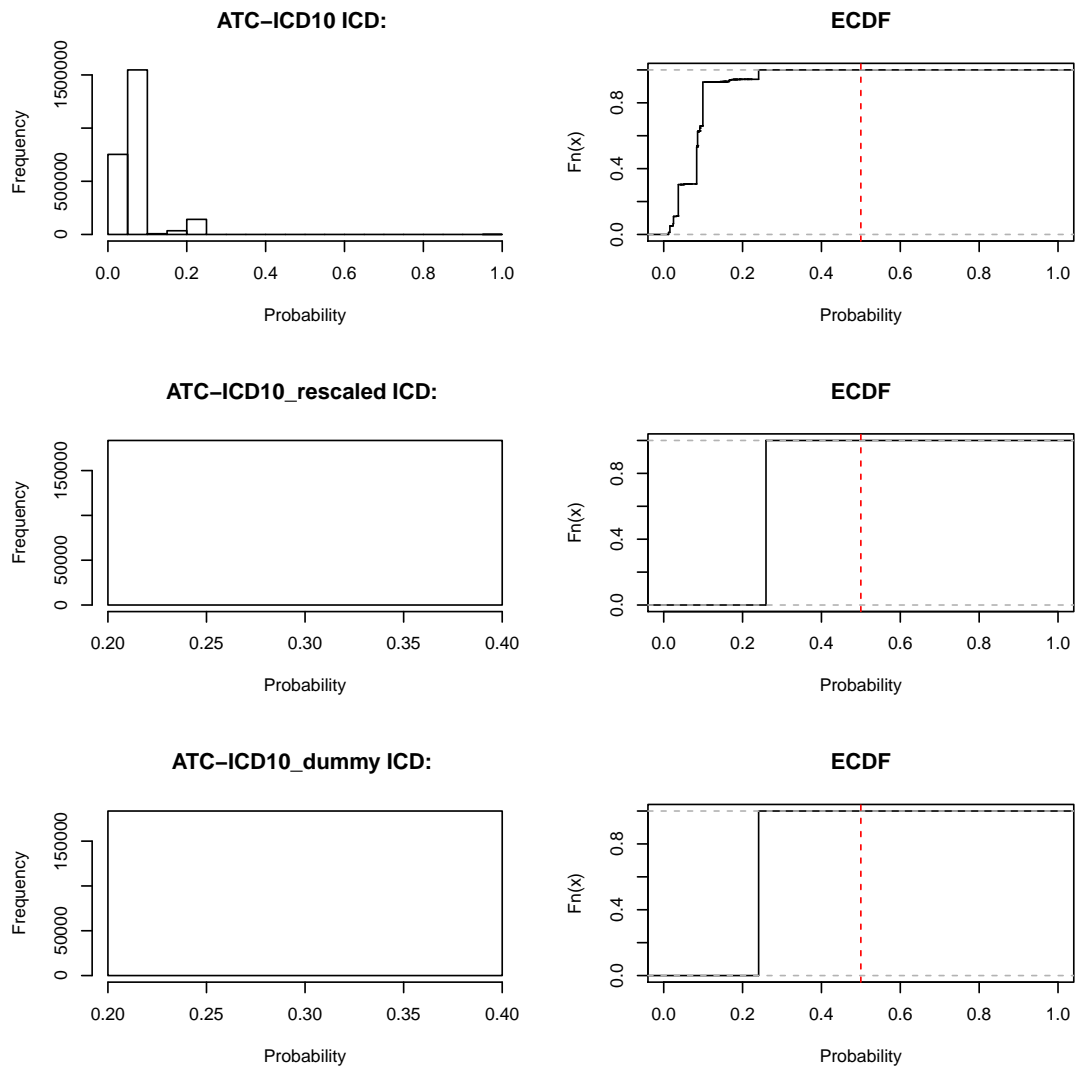 ATC−ICD10 ICD:
Frequency
0 500000 1500000
0.0 0.2 0.4 0.6 0.8 1.0
Probability
ECDF
Fn(x)
0.0 0.4 0.8
0.0 0.2 0.4 0.6 0.8 1.0
Probability
ATC−ICD10_rescaled ICD:
Frequency
0 50000 150000
0.20 0.25 0.30 0.35 0.40
Probability
ECDF
Fn(x)
0.0 0.4 0.8
0.0 0.2 0.4 0.6 0.8 1.0
Probability
ATC−ICD10_dummy ICD:
Frequency
0 50000 150000
0.20 0.25 0.30 0.35 0.40
Probability
ECDF
Fn(x)
0.0 0.4 0.8
0.0 0.2 0.4 0.6 0.8 1.0
Probability